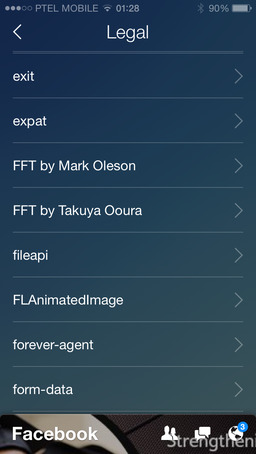 PTEL MOBILE 01:28 90%
Legal
exit
expat
FFT by Mark Oleson
FFT by Takuya Ooura
fileapi
FLAnimatedImage
forever-agent
form-data
Facebook
3
Strengtheni